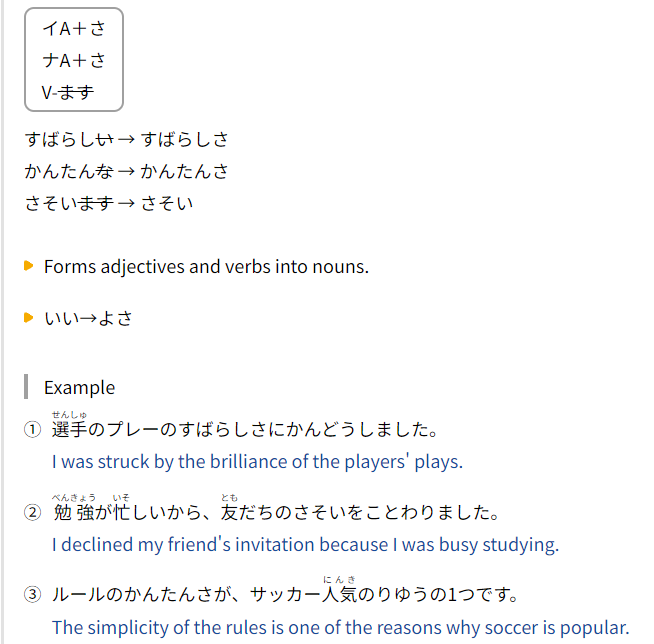 イA＋さ
ナA＋さ
V-ます
すばらしい → すばらしさ
かんたんな → かんたんさ
さそいます → さそい
Forms adjectives and verbs into nouns.
いい→よさ
Example
せんしゅ
① 選手のプレーのすばらしさにかんどうしました。
I was struck by the brilliance of the players' plays.
べんきょう いそ とも
② 勉強が忙しいから、友だちのさそいをことわりました。
I declined my friend's invitation because I was busy studying.
にんき
③ ルールのかんたんさが、サッカー人気のりゆうの1つです。
The simplicity of the rules is one of the reasons why soccer is popular.